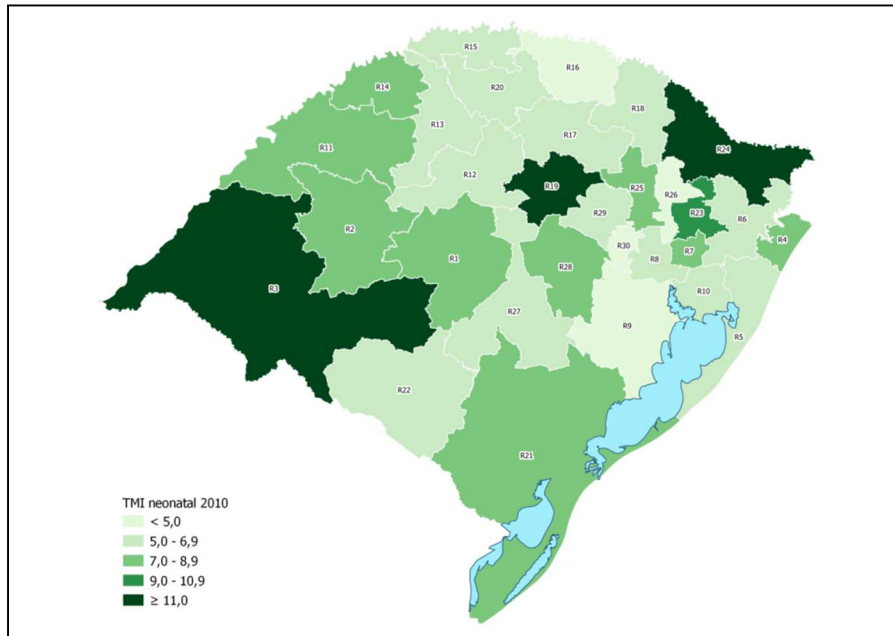 R15
R16
R14
R20
R18
R13
R17
R11
R24
R12
R19
R25
R26
R29
R23
R6
R2
R4
R30
R7
R1
R8
R28
R3
R10
R27
R9
R5
R22
R21
TMI neonatal 2010
< 5,0
5,0 - 6,9
7,0 - 8,9
9,0 - 10,9
≥ 11,0